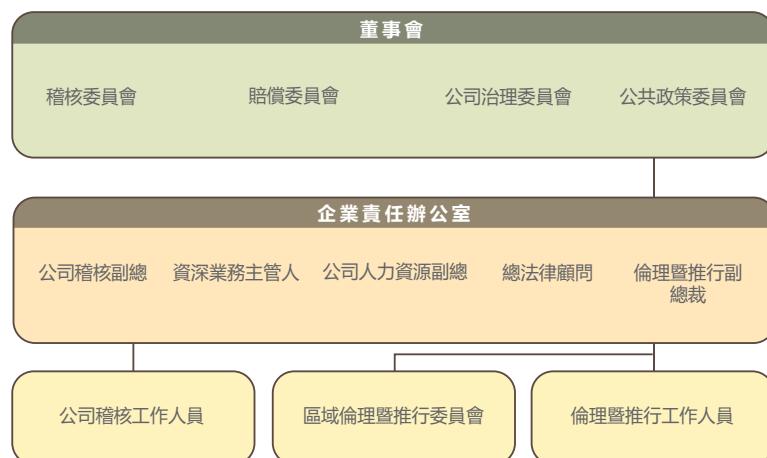 董事會
稽核委員會 賠償委員會 公司治理委員會 公共政策委員會
企業責任辦公室
公司稽核副總 資深業務主管人 公司人力資源副總 總法律顧問 倫理暨推行副
總裁
公司稽核工作人員 區域倫理暨推行委員會 倫理暨推行工作人員